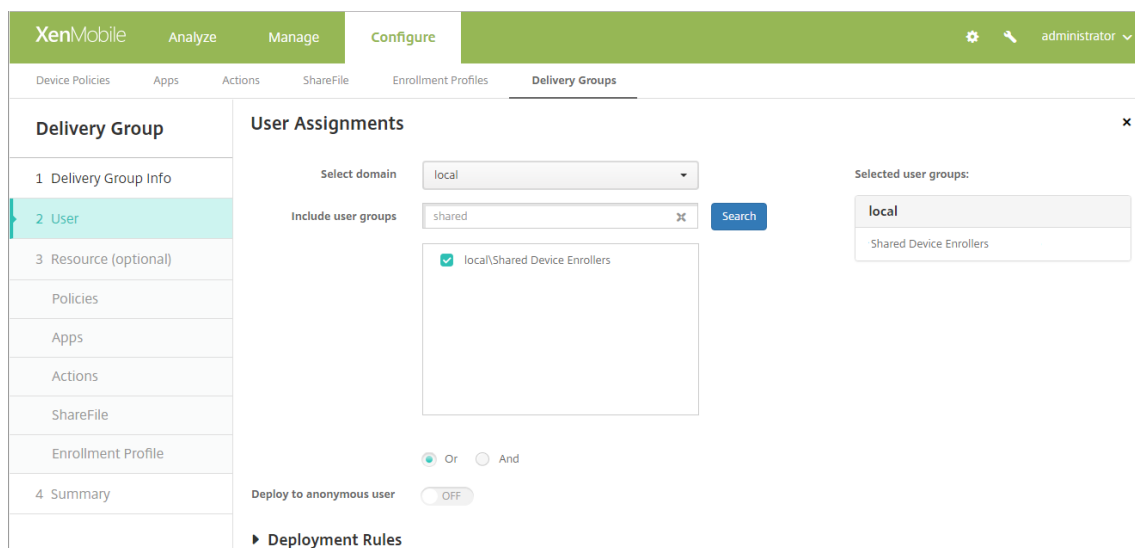 XenMobile Analyze Manage Configure administrator
Device Policies Apps Actions ShareFile Enrollment Profiles Delivery Groups
Delivery Group
1 Delivery Group Info
2 User
3 Resource (optional)
Policies
Apps
Actions
ShareFile
Enrollment Profile
4 Summary
User Assignments
Select domain local
Include user groups shared Search
local\Shared Device Enrollers
Or And
Deploy to anonymous user OFF
Deployment Rules
Selected user groups:
local
Shared Device Enrollers